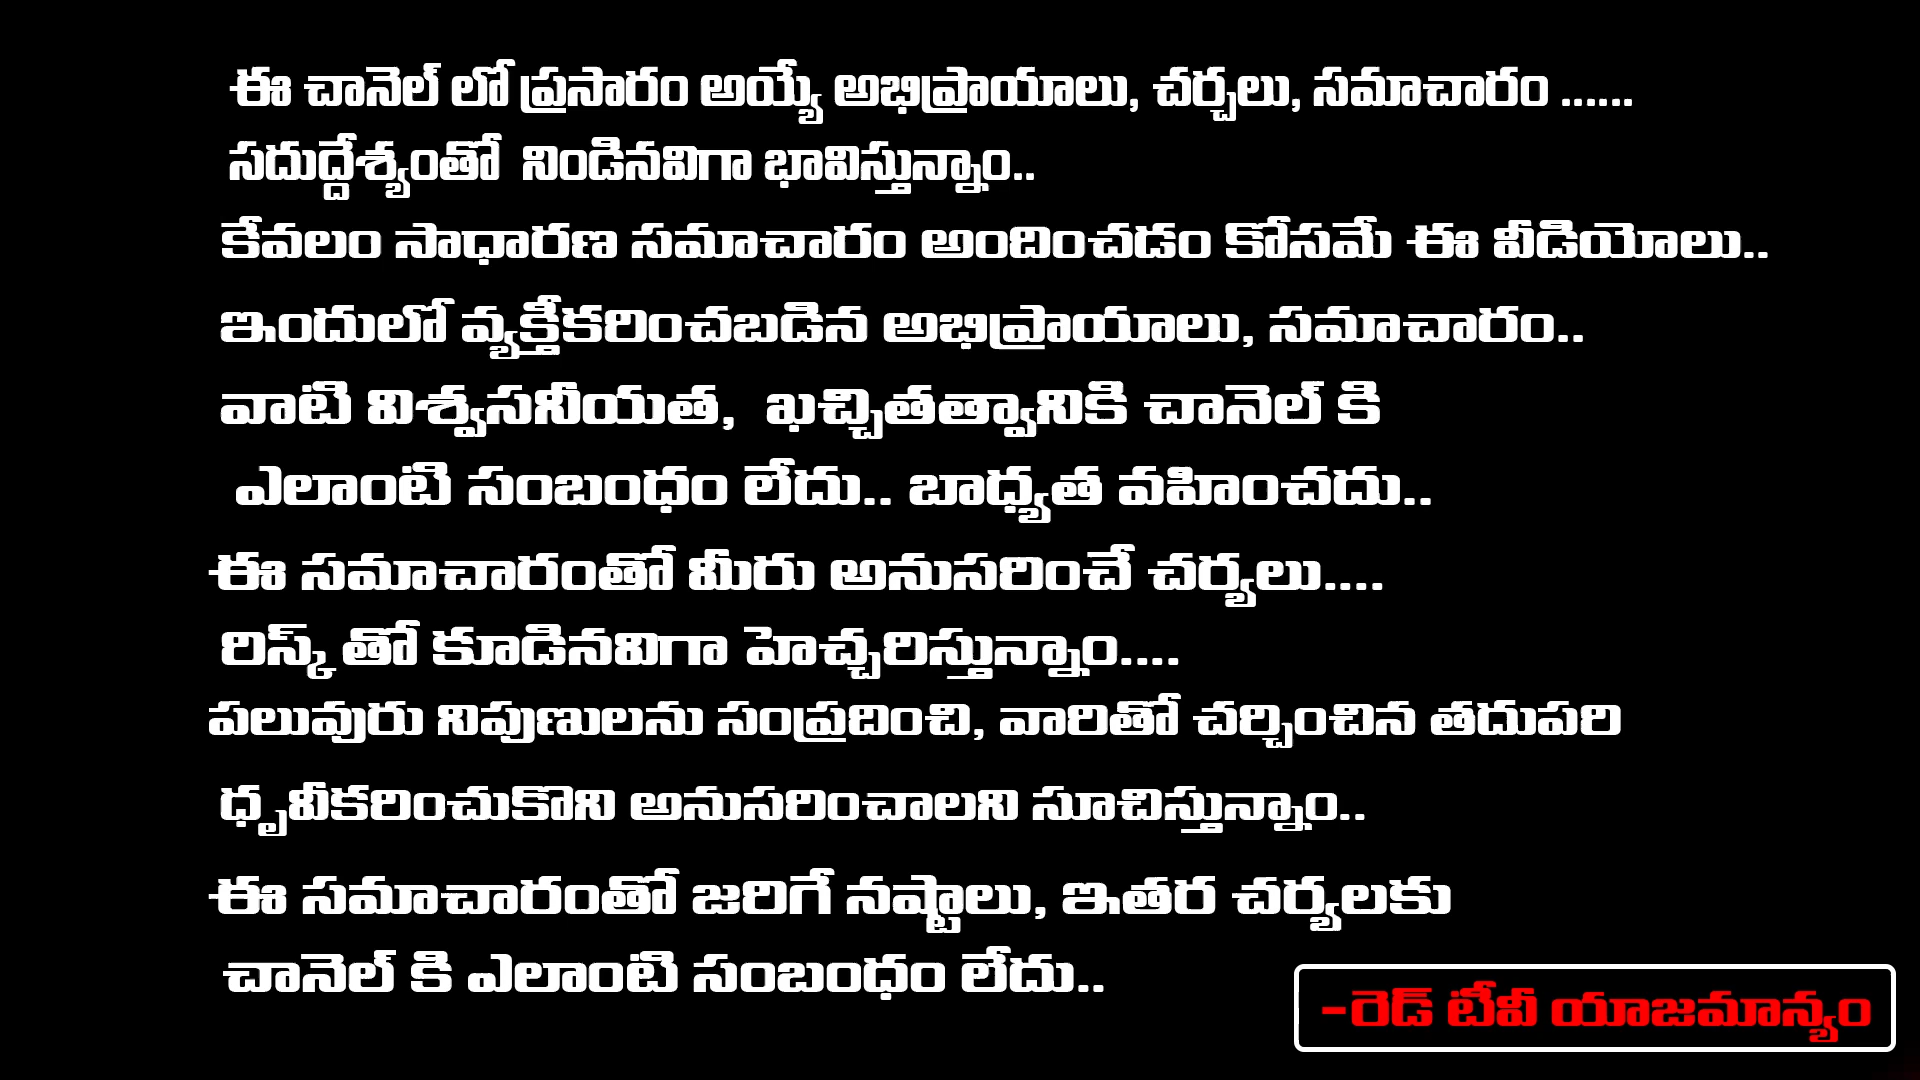 ఈ చానెల్ లో ప్రసారం అయ్యే అభిప్రాయాలు, చర్చలు, సమాచారం ......
సదుద్దేశ్యంతో నిండినవిగా భావిస్తున్నాం..
కేవలం సాధారణ సమాచారం అందించడం కోసమే ఈ వీడియోలు..
ఇందులో వ్యక్తీకరించబడిన అభిప్రాయాలు, సమాచారం..
వాటి విశ్వసనీయత, ఖచ్చితత్వానికి చానెల్ కి
ఎలాంటి సంబంధం లేదు.. బాధ్యత వహించదు..
ఈ సమాచారంతో మీరు అనుసరించే చర్యలు....
రిస్క్ తో కూడినవిగా హెచ్చరిస్తున్నాం....
పలువురు నిపుణులను సంప్రదించి, వారితో చర్చించిన తదుపరి
ధృవీకరించుకొని అనుసరించాలని సూచిస్తున్నాం..
ఈ సమాచారంతో జరిగే నష్టాలు, ఇతర చర్యలకు
చానెల్ కి ఎలాంటి సంబంధం లేదు..
-రెడ్ టీవీ యాజమాన్యం